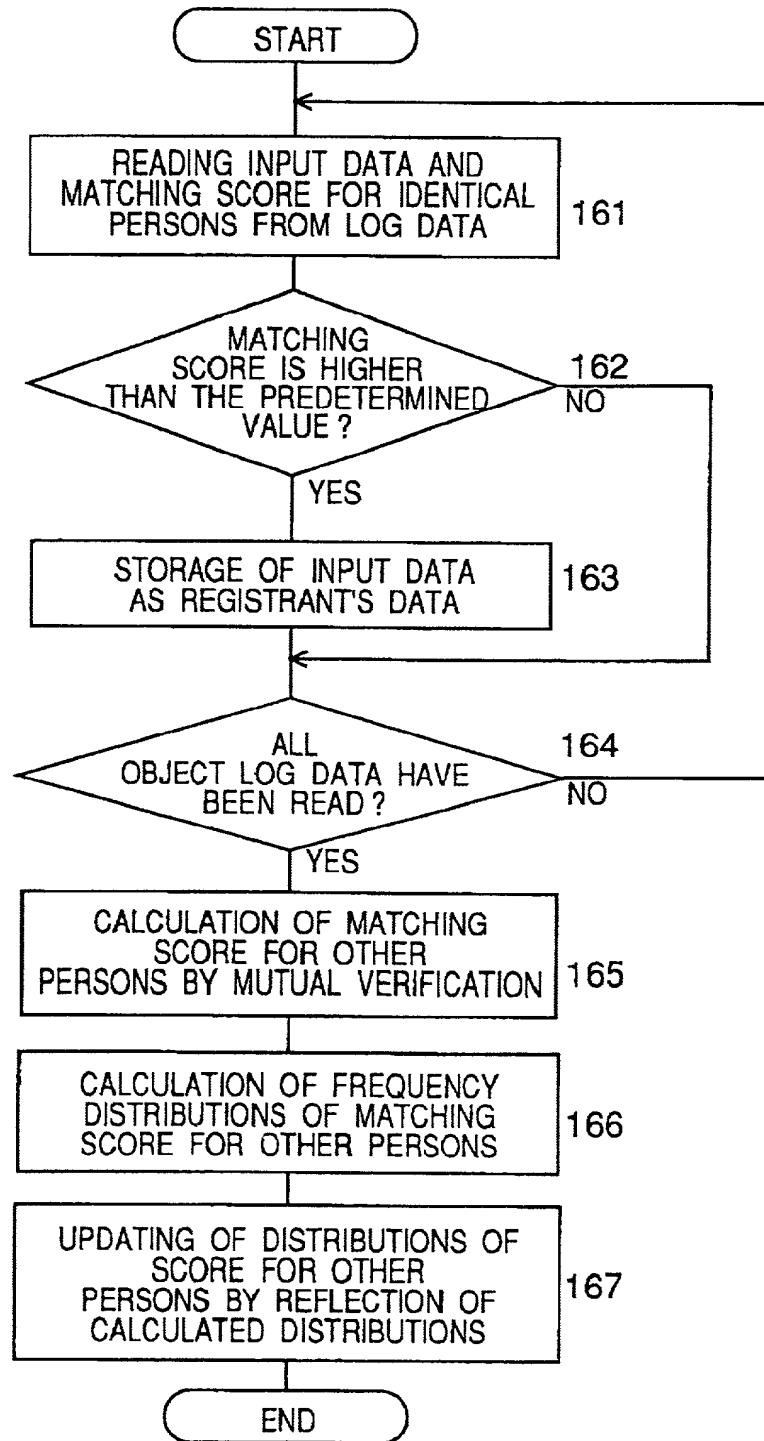 START
READING INPUT DATA AND
MATCHING SCORE FOR IDENTICAL
PERSONS FROM LOG DATA
161
MATCHING
SCORE IS HIGHER
THAN THE PREDETERMINED
VALUE ?
162
NO
YES
STORAGE OF INPUT DATA
AS REGISTRANT'S DATA
163
ALL
OBJECT LOG DATA HAVE
BEEN READ ?
164
NO
YES
CALCULATION OF MATCHING
SCORE FOR OTHER
PERSONS BY MUTUAL VERIFICATION
165
CALCULATION OF FREQUENCY
DISTRIBUTIONS OF MATCHING
SCORE FOR OTHER PERSONS
166
UPDATING OF DISTRIBUTIONS OF
SCORE FOR OTHER
PERSONS BY REFLECTION OF
CALCULATED DISTRIBUTIONS
167
END